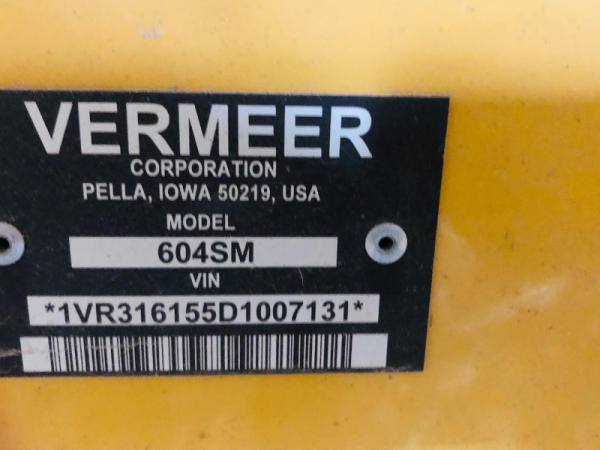 VERMEER
CORPORATION
PELLA, IOWA 50219, USA
MODEL
604SM
VIN
*1VR316155D1007131*